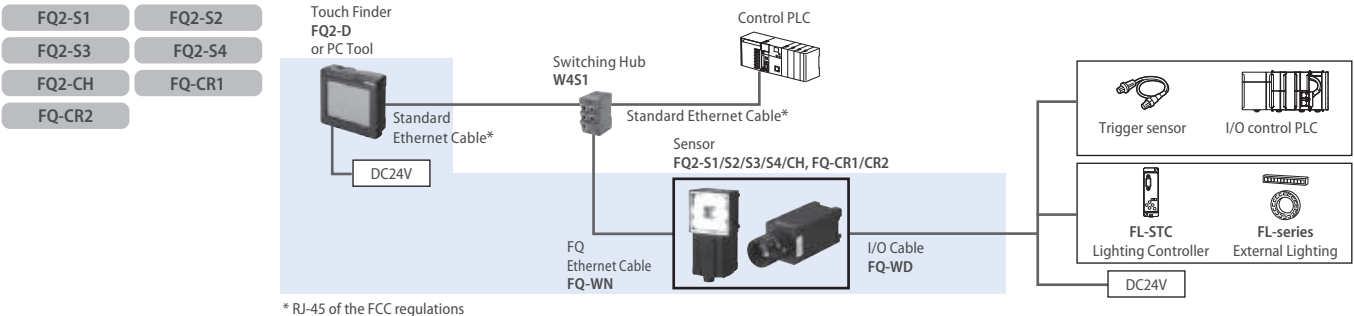 FQ2-S1
FQ2-S2
FQ2-S3
FQ2-S4
FQ2-CH
FQ-CR1
FQ-CR2
Touch Finder
FQ2-D
or PC Tool
Standard
Ethernet Cable*
DC24V
Switching Hub
W4S1
Control PLC
Standard Ethernet Cable*
Sensor
FQ2-S1/S2/S3/S4/CH, FQ-CR1/CR2
FQ
Ethernet Cable
FQ-WN
I/O Cable
FQ-WD
Trigger sensor
I/O control PLC
FL-STC
Lighting Controller
FL-series
External Lighting
DC24V
* RJ-45 of the FCC regulations